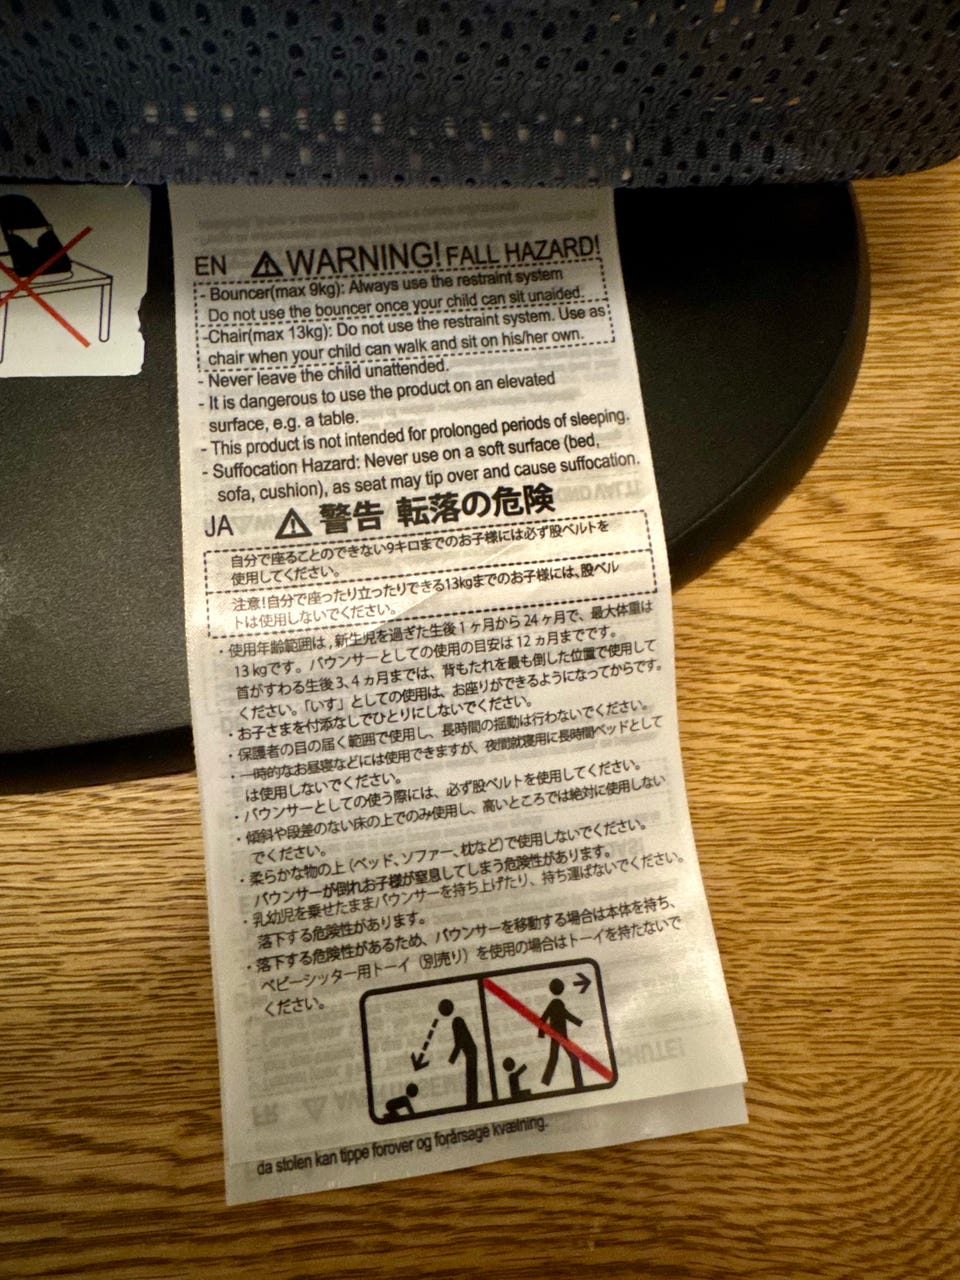 EN ⚠ WARNING! FALL HAZARD!
- Bouncer(max 9kg): Always use the restraint system
Do not use the bouncer once your child can sit unaided.
-Chair(max 13kg): Do not use the restraint system. Use as
chair when your child can walk and sit on his/her own.
- Never leave the child unattended.
- It is dangerous to use the product on an elevated
surface, e.g. a table.
- This product is not intended for prolonged periods of sleeping.
- Suffocation Hazard: Never use on a soft surface (bed,
sofa, cushion), as seat may tip over and cause suffocation.
JA ⚠ 警告 転落の危険
自分で座ることのできない9キロまでのお子様には必ず股ベルトを
使用してください。
注意!自分で座ったり立ったりできる13kgまでのお子様には、股ベル
トは使用しないでください。
・使用年齢範囲は，新生児を過ぎた生後1ヶ月から24ヶ月で、最大体重は
13kgです。バウンサーとしての使用の目安は12ヵ月までです。
首がすわる生後3、4ヵ月までは、背もたれを最も倒した位置で使用して
ください。「いす」としての使用は、お座りができるようになってからです。
・お子さまを付添なしでひとりにしないでください。
・保護者の目の届く範囲で使用し、長時間の揺動は行わないでください。
・一時的なお昼寝などには使用できますが、夜間就寝用に長時間ベッドとして
は使用しないでください。
・バウンサーとしての使う際には、必ず股ベルトを使用してください。
・傾斜や段差のない床の上でのみ使用し、高いところでは絶対に使用しない
でください。
・柔らかな物の上（ベッド、ソファー、枕など）で使用しないでください。
バウンサーが倒れお子様が窒息してしまう危険性があります。
・乳幼児を乗せたままバウンサーを持ち上げたり、持ち運ばないでください。
落下する危険性があります。
・落下する危険性があるため、バウンサーを移動する場合は本体を持ち、
ベビーシッター用トーイ（別売り）を使用の場合はトーイを持たないで
ください。
da stolen kan tippe forover og forårsage kvælning.